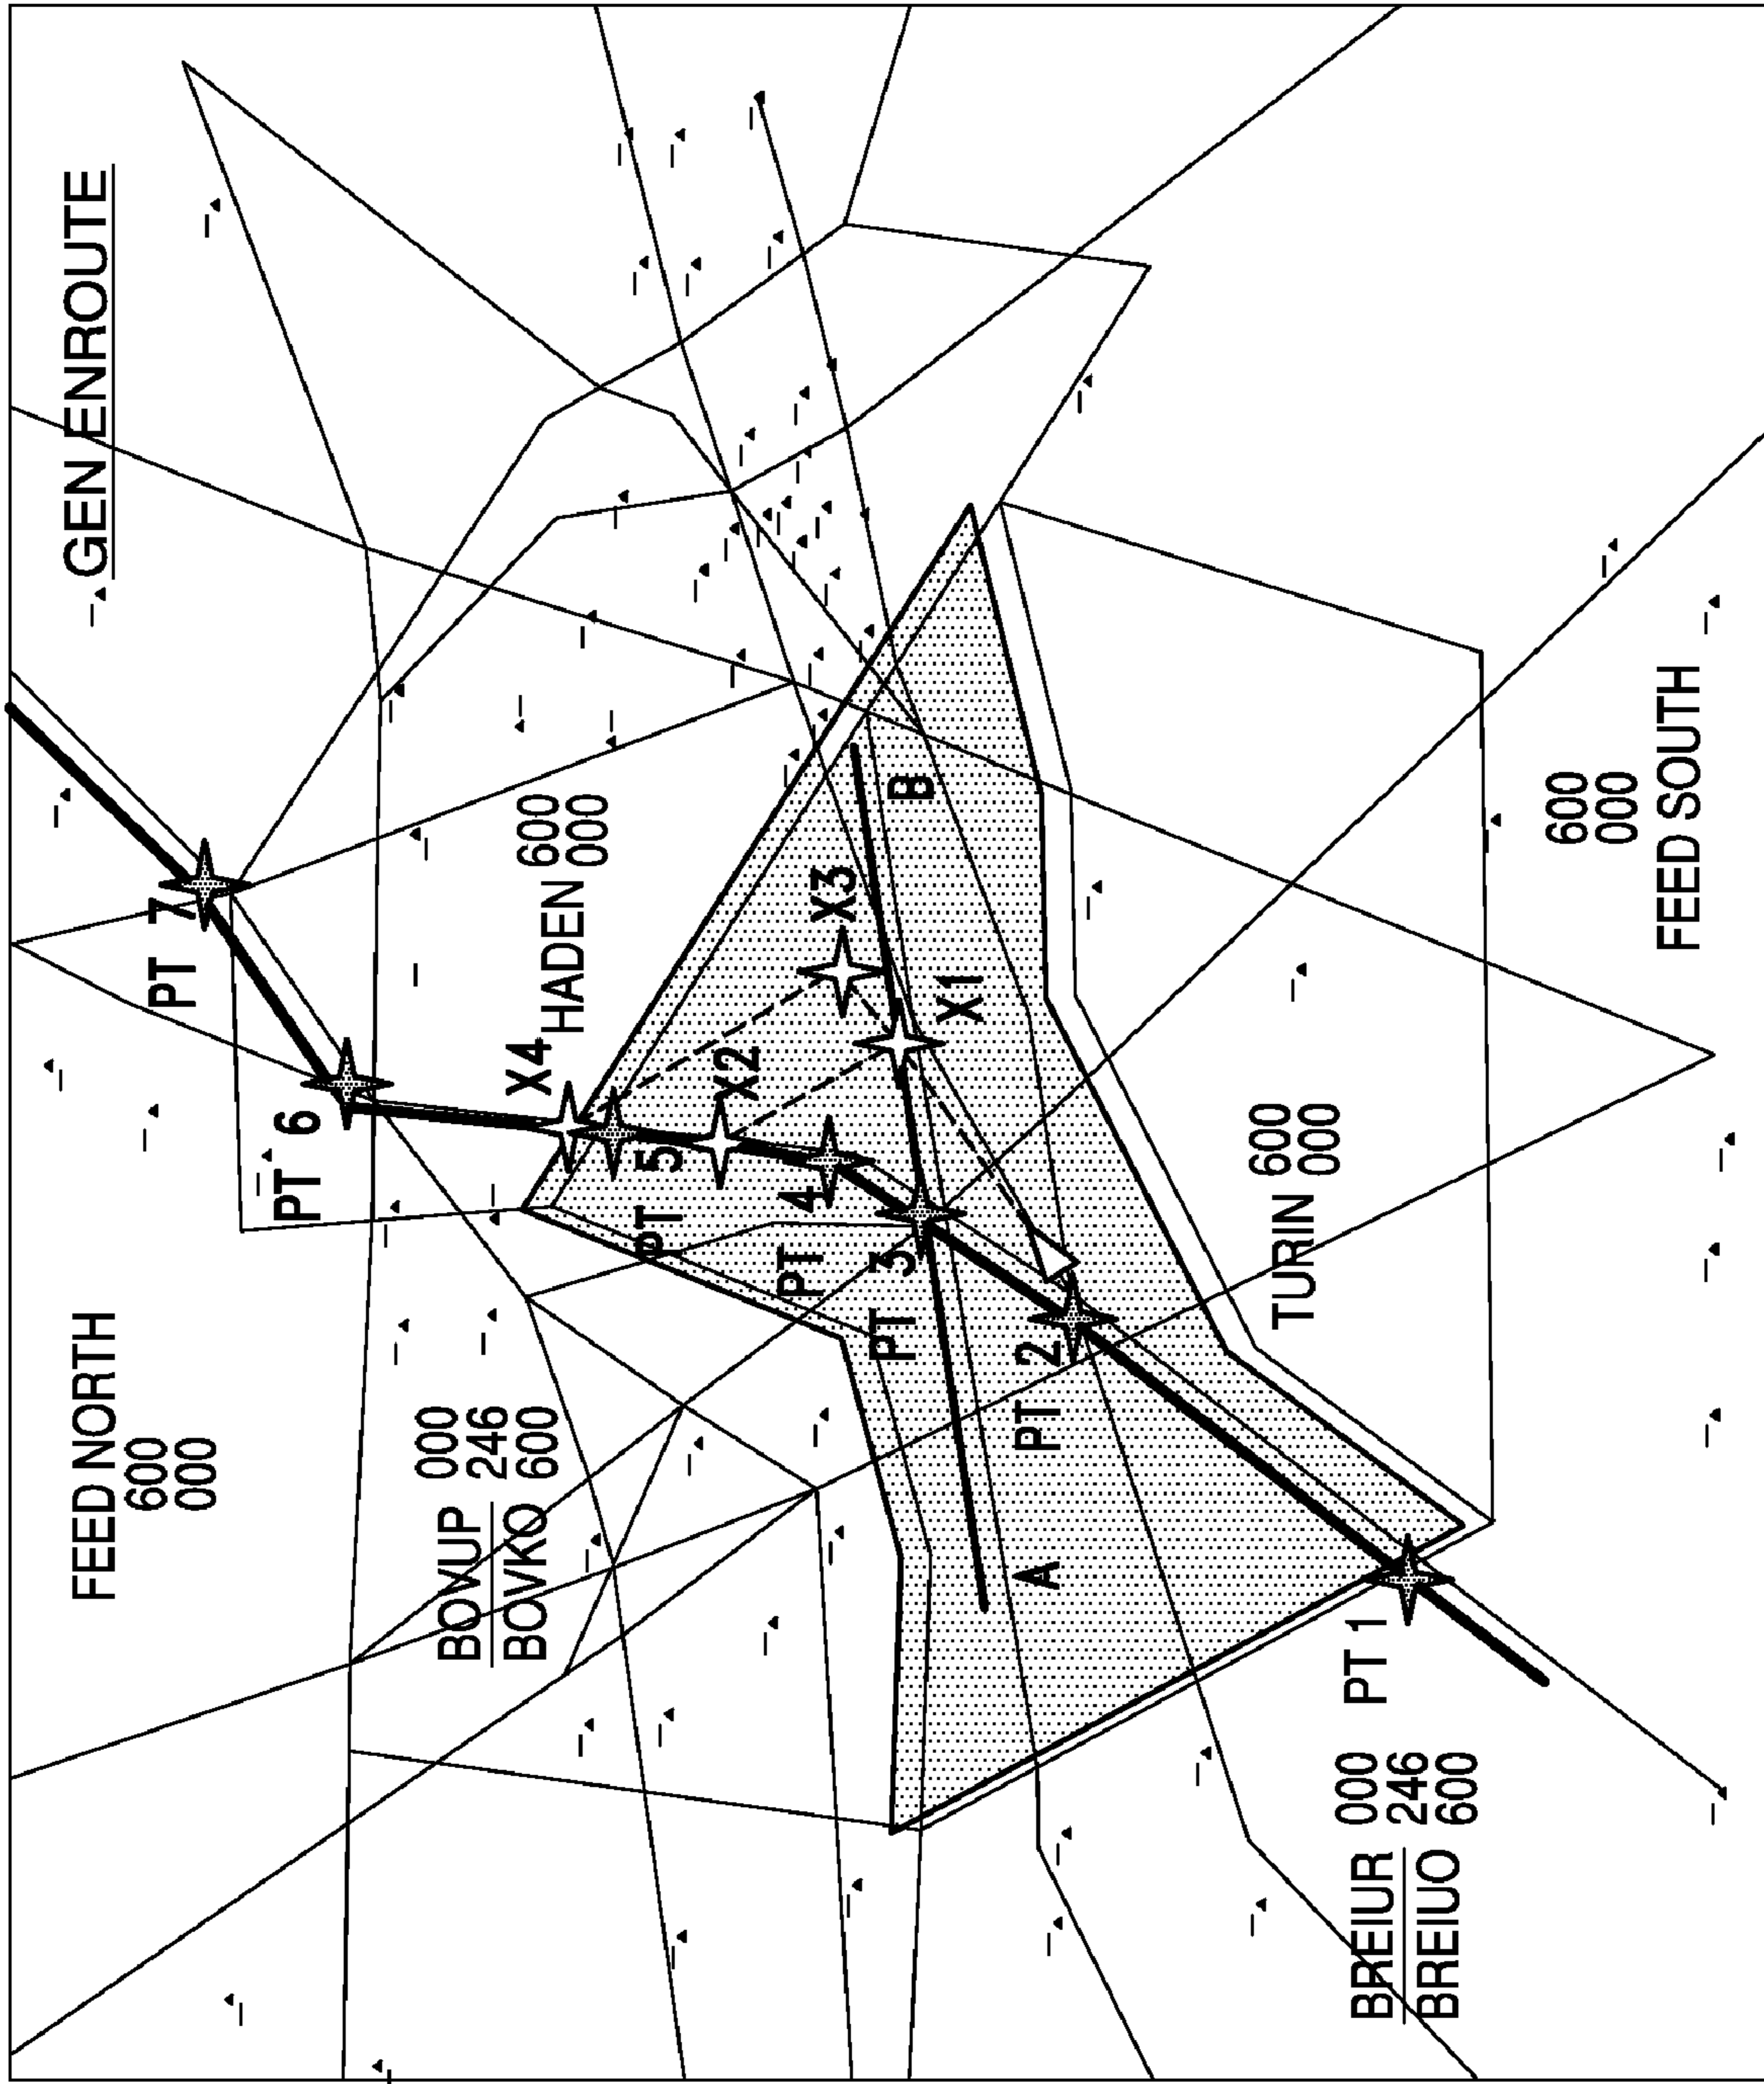 GEN ENROUTE
FEED NORTH
600
000
PT 7
PT 6
X4
HADEN 600
000
BOVUP 000
246
BOVKO 600
PT 5
X2
PT 4
X3
B
PT 3
X1
PT 2
A
TURIN 600
000
PT 1
BREIUR 000
246
BREIUO 600
600
000
FEED SOUTH